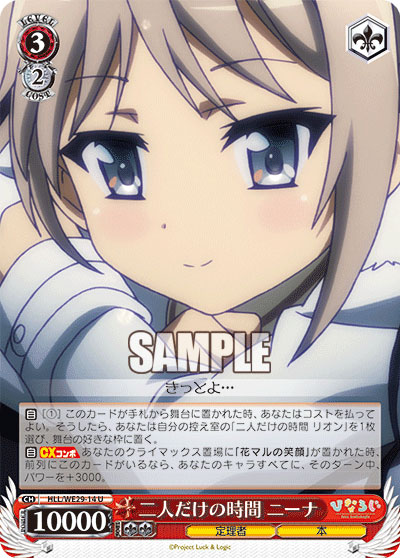 LEVEL
3
2
COST
SAMPLE
きっとよ…
自 [①] このカードが手札から舞台に置かれた時、あなたはコストを払って
よい。そうしたら、あなたは自分の控え室の「二人だけの時間 リオン」を1枚
選び、舞台の好きな枠に置く。
自 CXコンボ あなたのクライマックス置場に「花マルの笑顔」が置かれた時、
前列にこのカードがいるなら、あなたのキャラすべてに、そのターン中、
パワーを+3000。
CH HLL/WE29-14 U
10000 二人だけの時間 ニーナ ひなろじ
定理者 本
©Project Luck & Logic